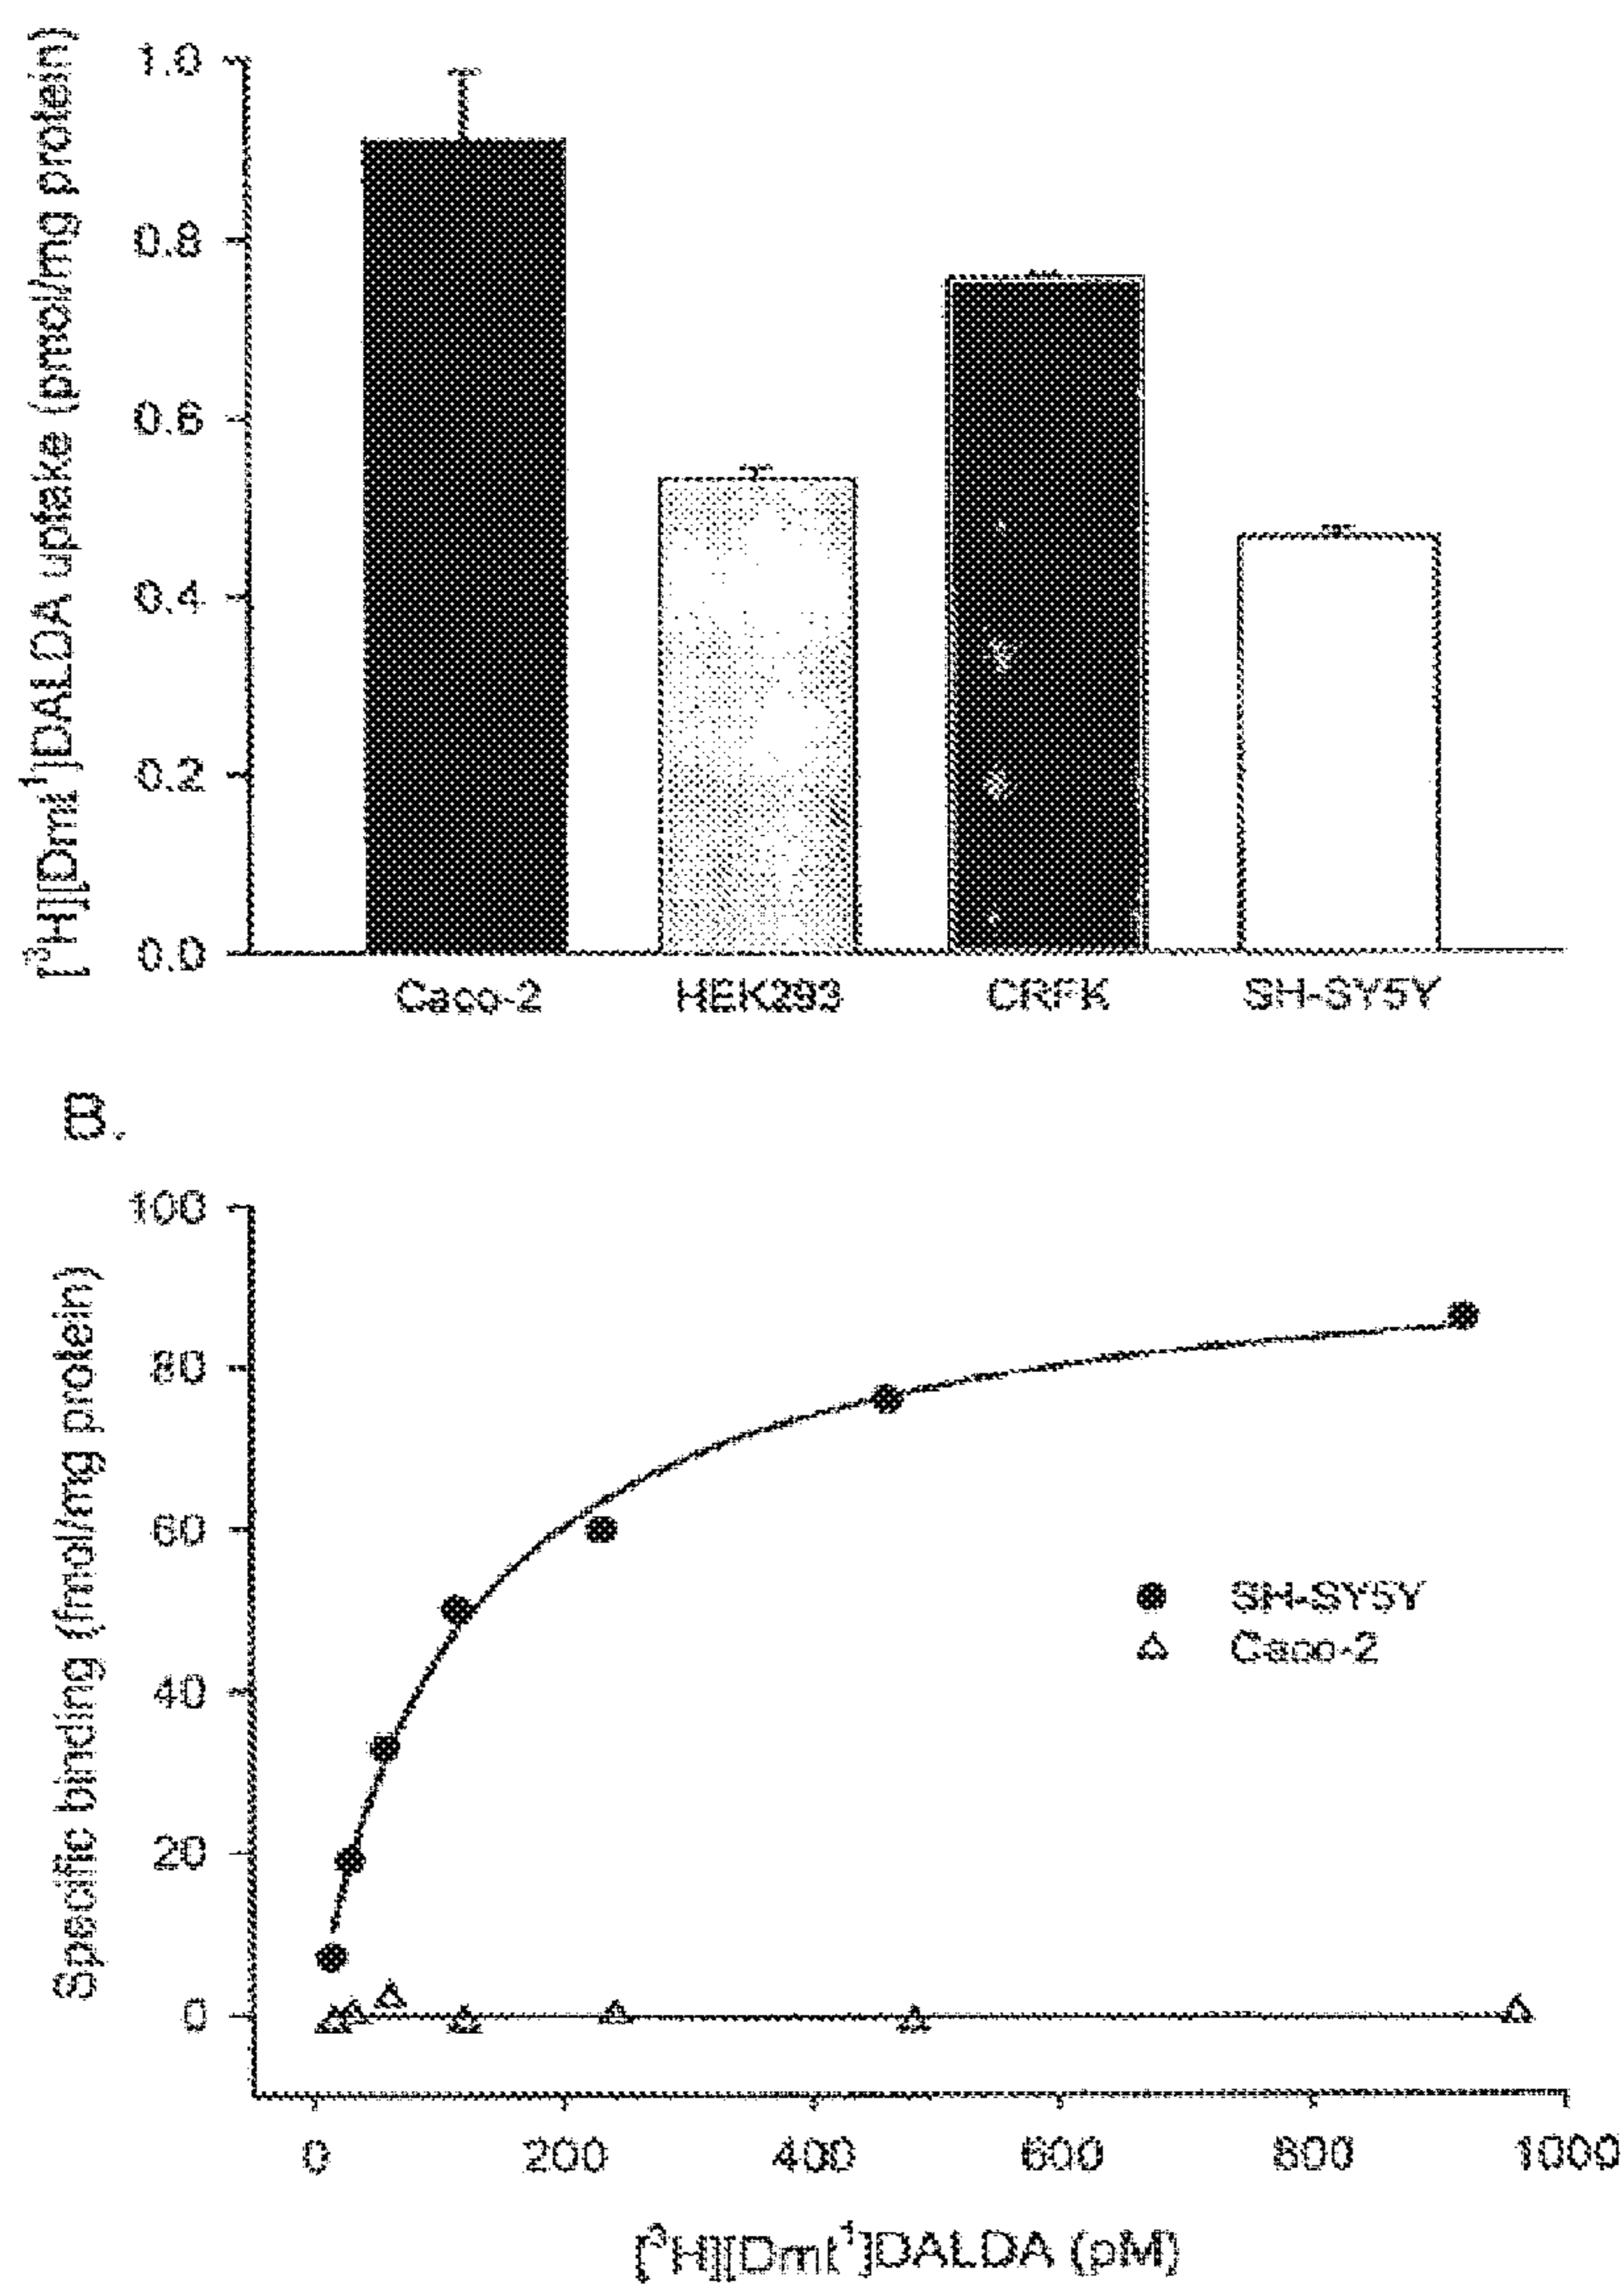 [³H][Dmt¹]DALDA uptake (pmol/mg protein)
1.0
0.8
0.6
0.4
0.2
0.0
Caco-2 HEK293 CRFK SH-SY5Y
B.
Specific binding (fmol/mg protein)
100
80
60
40
20
0
SH-SY5Y
Caco-2
0 200 400 600 800 1000
[³H][Dmt¹]DALDA (pM)